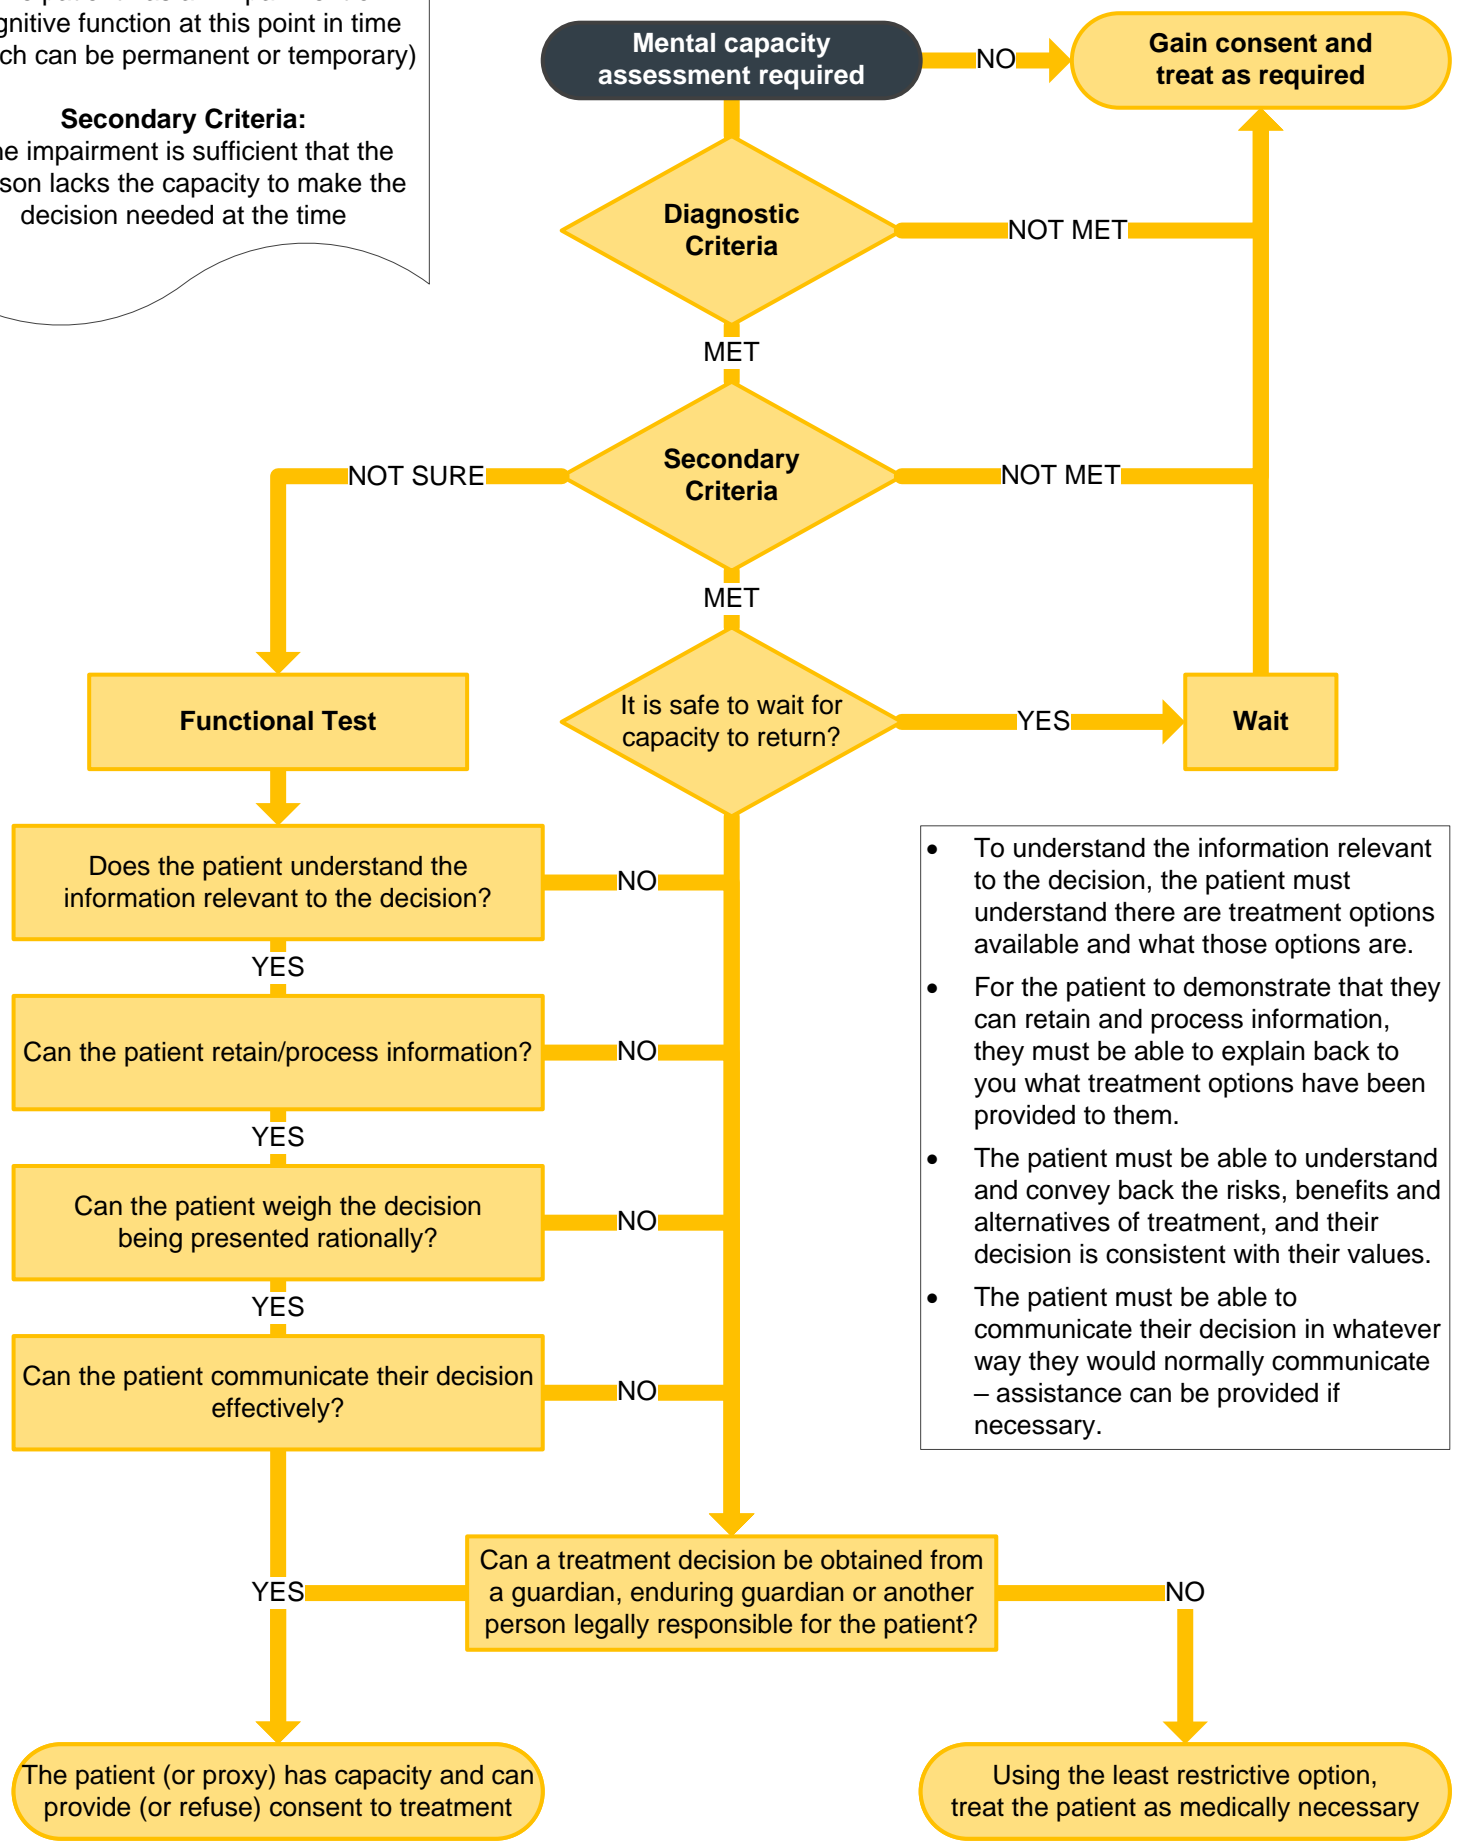 patient has
impairment
function at this point in time
can be permanent or temporary)
Secondary Criteria:
impairment is sufficient that the
lacks the capacity to make the
decision needed at the time
Mental capacity
assessment required
NO
Gain consent and
treat as required
Diagnostic
Criteria
NOT MET
MET
Secondary
Criteria
NOT SURE
NOT MET
MET
Functional Test
It is safe to wait for
capacity to return?
YES
Wait
Does the patient understand the
information relevant to the decision?
NO
YES
Can the patient retain/process information?
NO
YES
Can the patient weigh the decision
being presented rationally?
NO
YES
Can the patient communicate their decision
effectively?
NO
• To understand the information relevant
to the decision, the patient must
understand there are treatment options
available and what those options are.
• For the patient to demonstrate that they
can retain and process information,
they must be able to explain back to
you what treatment options have been
provided to them.
• The patient must be able to understand
and convey back the risks, benefits and
alternatives of treatment, and their
decision is consistent with their values.
• The patient must be able to
communicate their decision in whatever
way they would normally communicate
– assistance can be provided if
necessary.
Can a treatment decision be obtained from
a guardian, enduring guardian or another
person legally responsible for the patient?
YES
NO
The patient (or proxy) has capacity and can
provide (or refuse) consent to treatment
Using the least restrictive option,
treat the patient as medically necessary